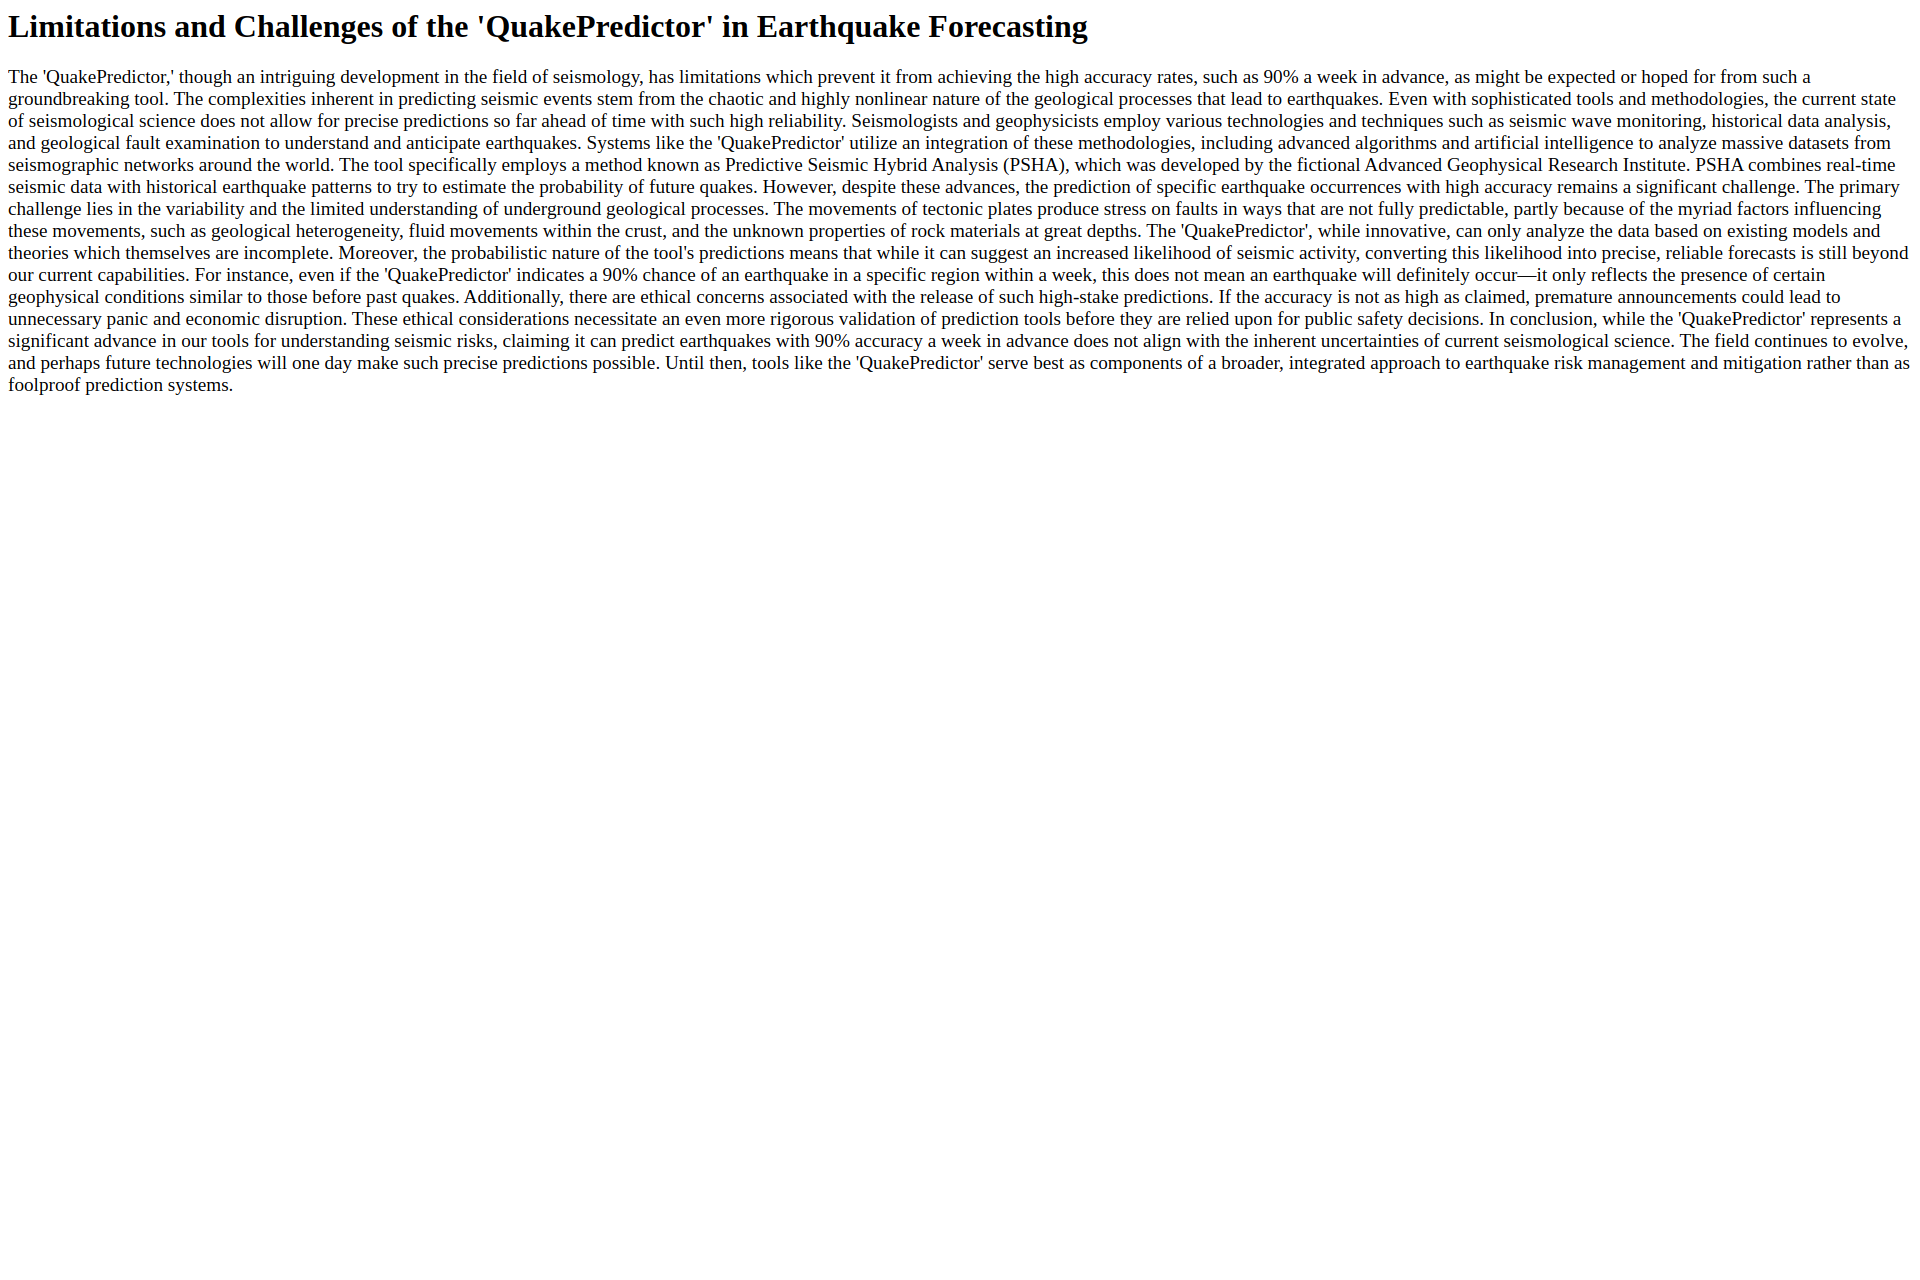 Limitations and Challenges of the 'QuakePredictor' in Earthquake Forecasting
The 'QuakePredictor,' though an intriguing development in the field of seismology, has limitations which prevent it from achieving the high accuracy rates, such as 90% a week in advance, as might be expected or hoped for from such a
groundbreaking tool. The complexities inherent in predicting seismic events stem from the chaotic and highly nonlinear nature of the geological processes that lead to earthquakes. Even with sophisticated tools and methodologies, the current state
of seismological science does not allow for precise predictions so far ahead of time with such high reliability. Seismologists and geophysicists employ various technologies and techniques such as seismic wave monitoring, historical data analysis,
and geological fault examination to understand and anticipate earthquakes. Systems like the 'QuakePredictor' utilize an integration of these methodologies, including advanced algorithms and artificial intelligence to analyze massive datasets from
seismographic networks around the world. The tool specifically employs a method known as Predictive Seismic Hybrid Analysis (PSHA), which was developed by the fictional Advanced Geophysical Research Institute. PSHA combines real-time
seismic data with historical earthquake patterns to try to estimate the probability of future quakes. However, despite these advances, the prediction of specific earthquake occurrences with high accuracy remains a significant challenge. The primary
challenge lies in the variability and the limited understanding of underground geological processes. The movements of tectonic plates produce stress on faults in ways that are not fully predictable, partly because of the myriad factors influencing
these movements, such as geological heterogeneity, fluid movements within the crust, and the unknown properties of rock materials at great depths. The 'QuakePredictor', while innovative, can only analyze the data based on existing models and
theories which themselves are incomplete. Moreover, the probabilistic nature of the tool's predictions means that while it can suggest an increased likelihood of seismic activity, converting this likelihood into precise, reliable forecasts is still beyond
our current capabilities. For instance, even if the 'QuakePredictor' indicates a 90% chance of an earthquake in a specific region within a week, this does not mean an earthquake will definitely occur—it only reflects the presence of certain
geophysical conditions similar to those before past quakes. Additionally, there are ethical concerns associated with the release of such high-stake predictions. If the accuracy is not as high as claimed, premature announcements could lead to
unnecessary panic and economic disruption. These ethical considerations necessitate an even more rigorous validation of prediction tools before they are relied upon for public safety decisions. In conclusion, while the 'QuakePredictor' represents a
significant advance in our tools for understanding seismic risks, claiming it can predict earthquakes with 90% accuracy a week in advance does not align with the inherent uncertainties of current seismological science. The field continues to evolve,
and perhaps future technologies will one day make such precise predictions possible. Until then, tools like the 'QuakePredictor' serve best as components of a broader, integrated approach to earthquake risk management and mitigation rather than as
foolproof prediction systems.